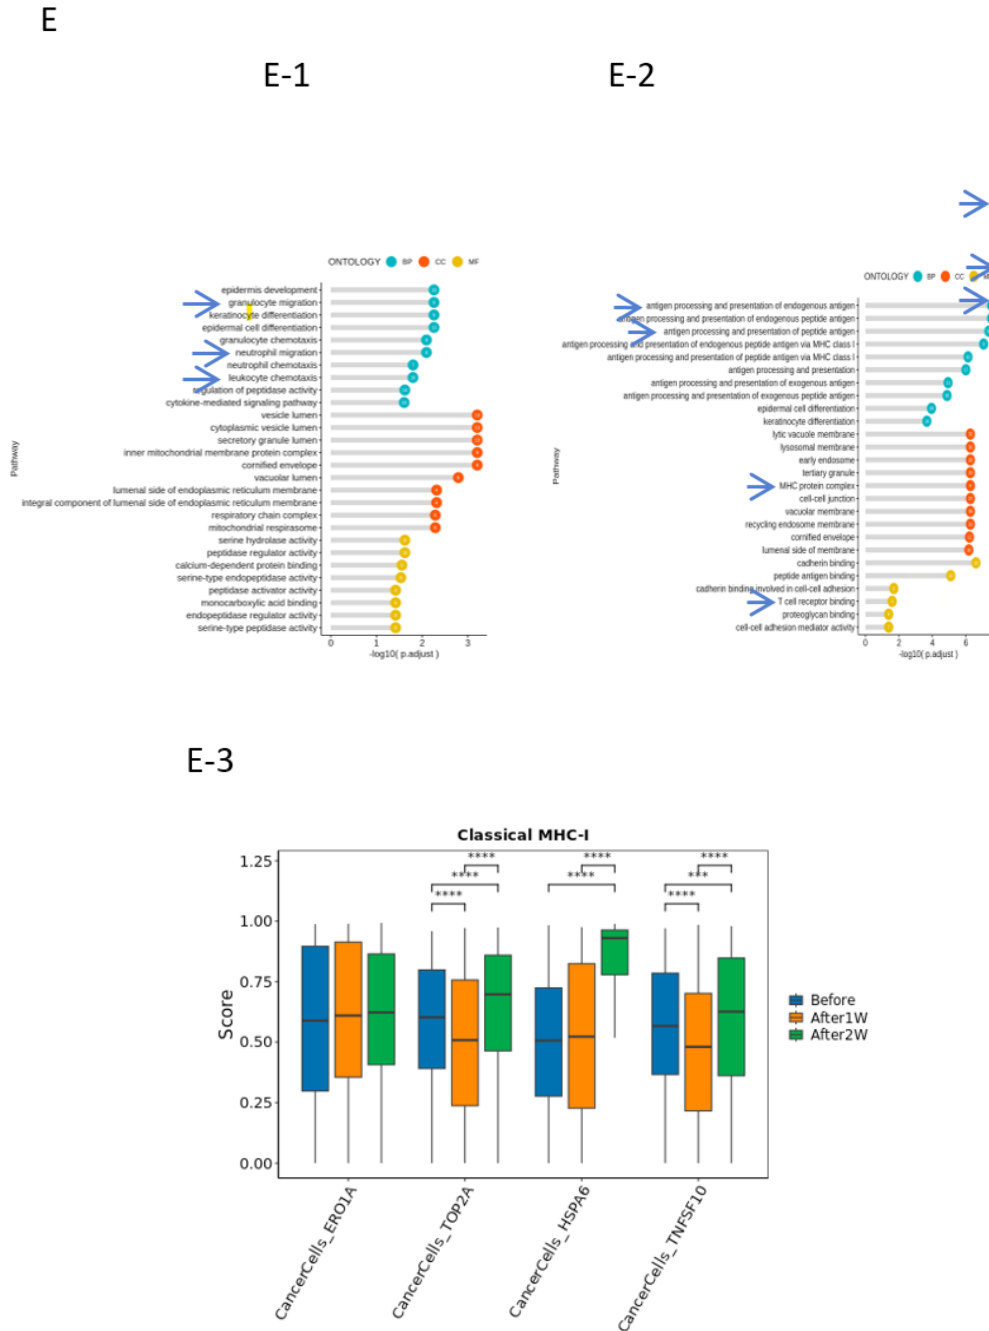 E
E-1
E-2
ONTOLOGY BP CC MF
epidermis development
granulocyte migration
keratinocyte differentiation
epidermal cell differentiation
granulocyte chemotaxis
neutrophil migration
neutrophil chemotaxis
leukocyte chemotaxis
regulation of peptidase activity
cytokine-mediated signaling pathway
vesicle lumen
cytoplasmic vesicle lumen
secretory granule lumen
inner mitochondrial membrane protein complex
cornified envelope
vacuolar lumen
lumenal side of endoplasmic reticulum membrane
integral component of lumenal side of endoplasmic reticulum membrane
respiratory chain complex
mitochondrial respirasome
serine hydrolase activity
peptidase regulator activity
calcium-dependent protein binding
serine-type endopeptidase activity
peptidase activator activity
monocarboxylic acid binding
endopeptidase regulator activity
serine-type peptidase activity
Pathway
0 1 2 3
-log10( p.adjust )
ONTOLOGY BP CC
antigen processing and presentation of endogenous antigen
antigen processing and presentation of endogenous peptide antigen
antigen processing and presentation of peptide antigen
antigen processing and presentation of endogenous peptide antigen via MHC class I
antigen processing and presentation of peptide antigen via MHC class I
antigen processing and presentation
antigen processing and presentation of exogenous antigen
antigen processing and presentation of exogenous peptide antigen
epidermal cell differentiation
keratinocyte differentiation
lytic vacuole membrane
lysosomal membrane
early endosome
tertiary granule
MHC protein complex
cell-cell junction
vacuolar membrane
recycling endosome membrane
cornified envelope
lumenal side of membrane
cadherin binding
peptide antigen binding
cadherin binding involved in cell-cell adhesion
T cell receptor binding
proteoglycan binding
cell-cell adhesion mediator activity
Pathway
0 2 4 6
-log10( p.adjust )
E-3
Classical MHC-I
1.25
1.00
0.75
0.50
0.25
0.00
Score
**** **** ****
**** **** ***
**** ****
Before
After1W
After2W
CancerCells_ERO1A
CancerCells_TOP2A
CancerCells_HSPA6
CancerCells_TNFSF10